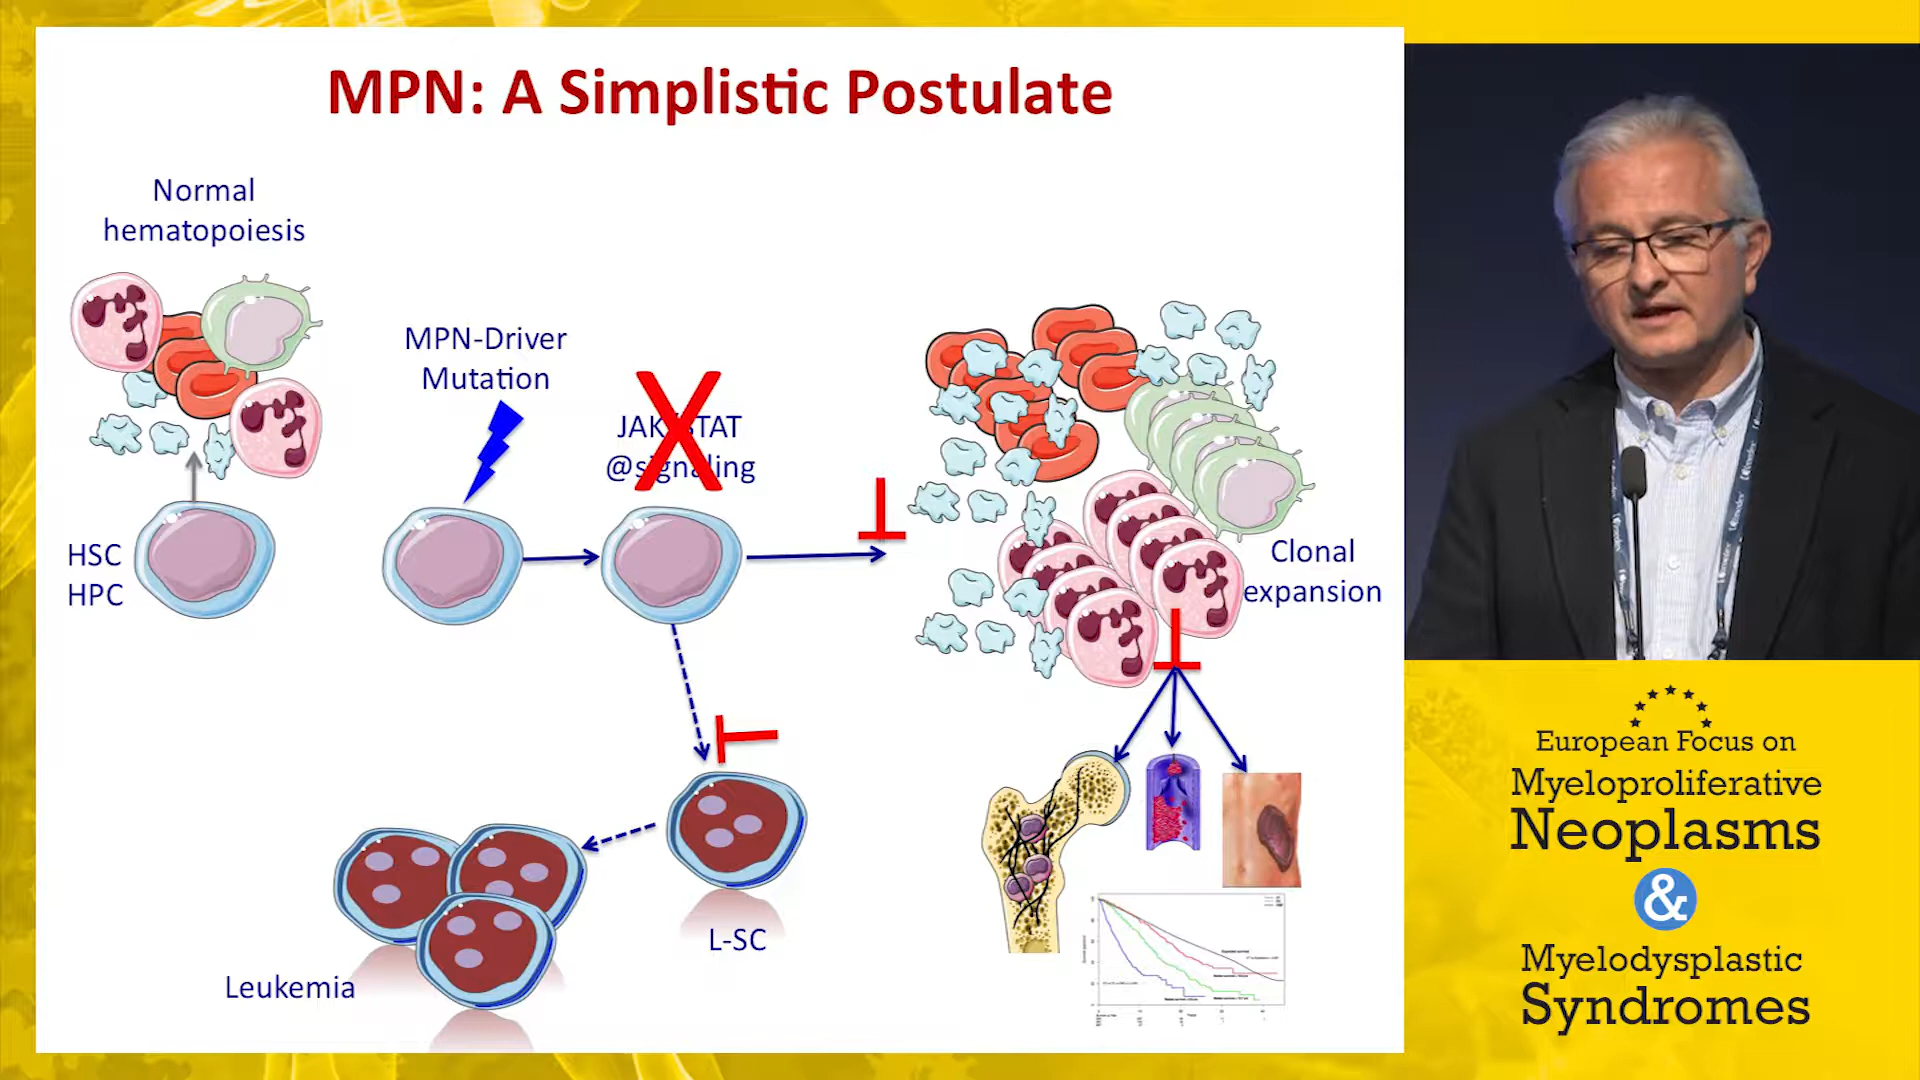 MPN: A Simplistic Postulate
Normal
hematopoiesis
MPN-Driver
Mutation
JAK/STAT
@signaling
HSC
HPC
Clonal
expansion
L-SC
Leukemia
European Focus on
Myeloproliferative
Neoplasms
&
Myelodysplastic
Syndromes